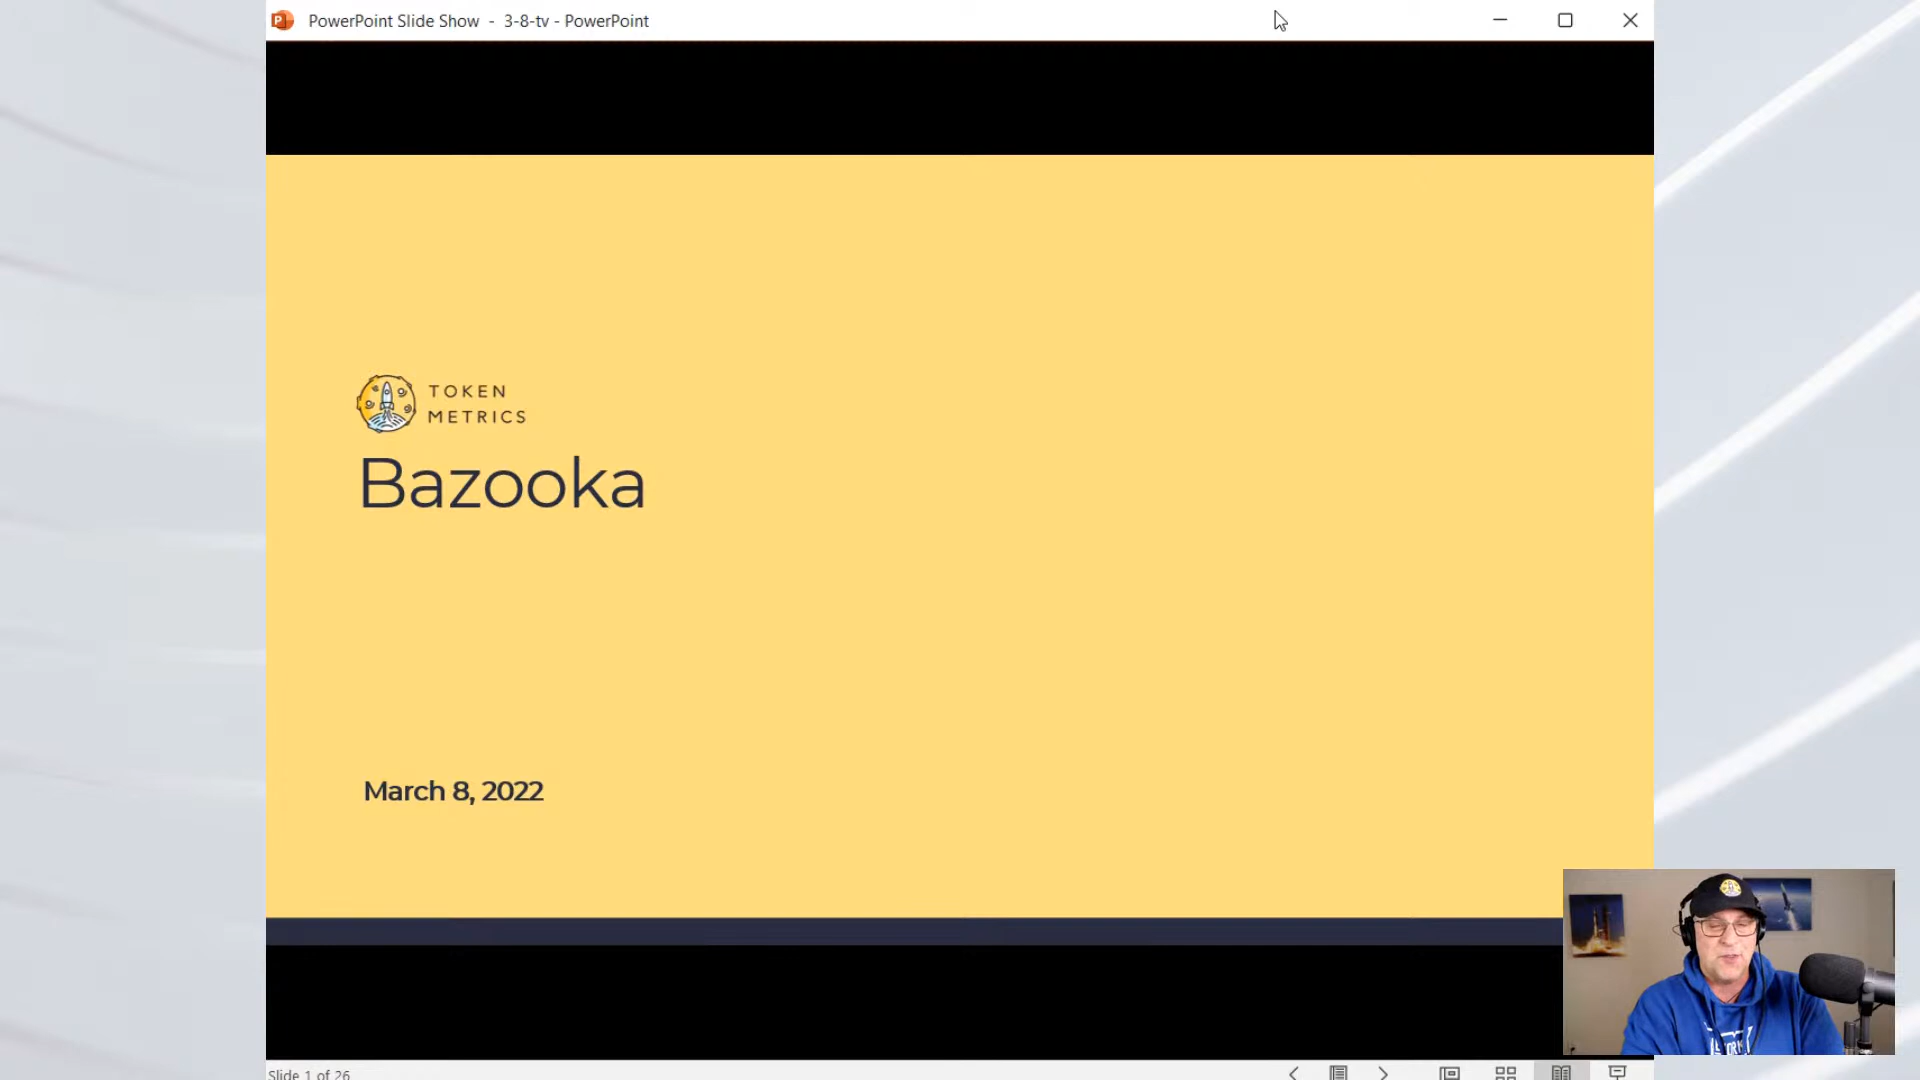 PowerPoint Slide Show - 3-8-tv - PowerPoint
TOKEN
METRICS
Bazooka
March 8, 2022
Slide 1 of 26